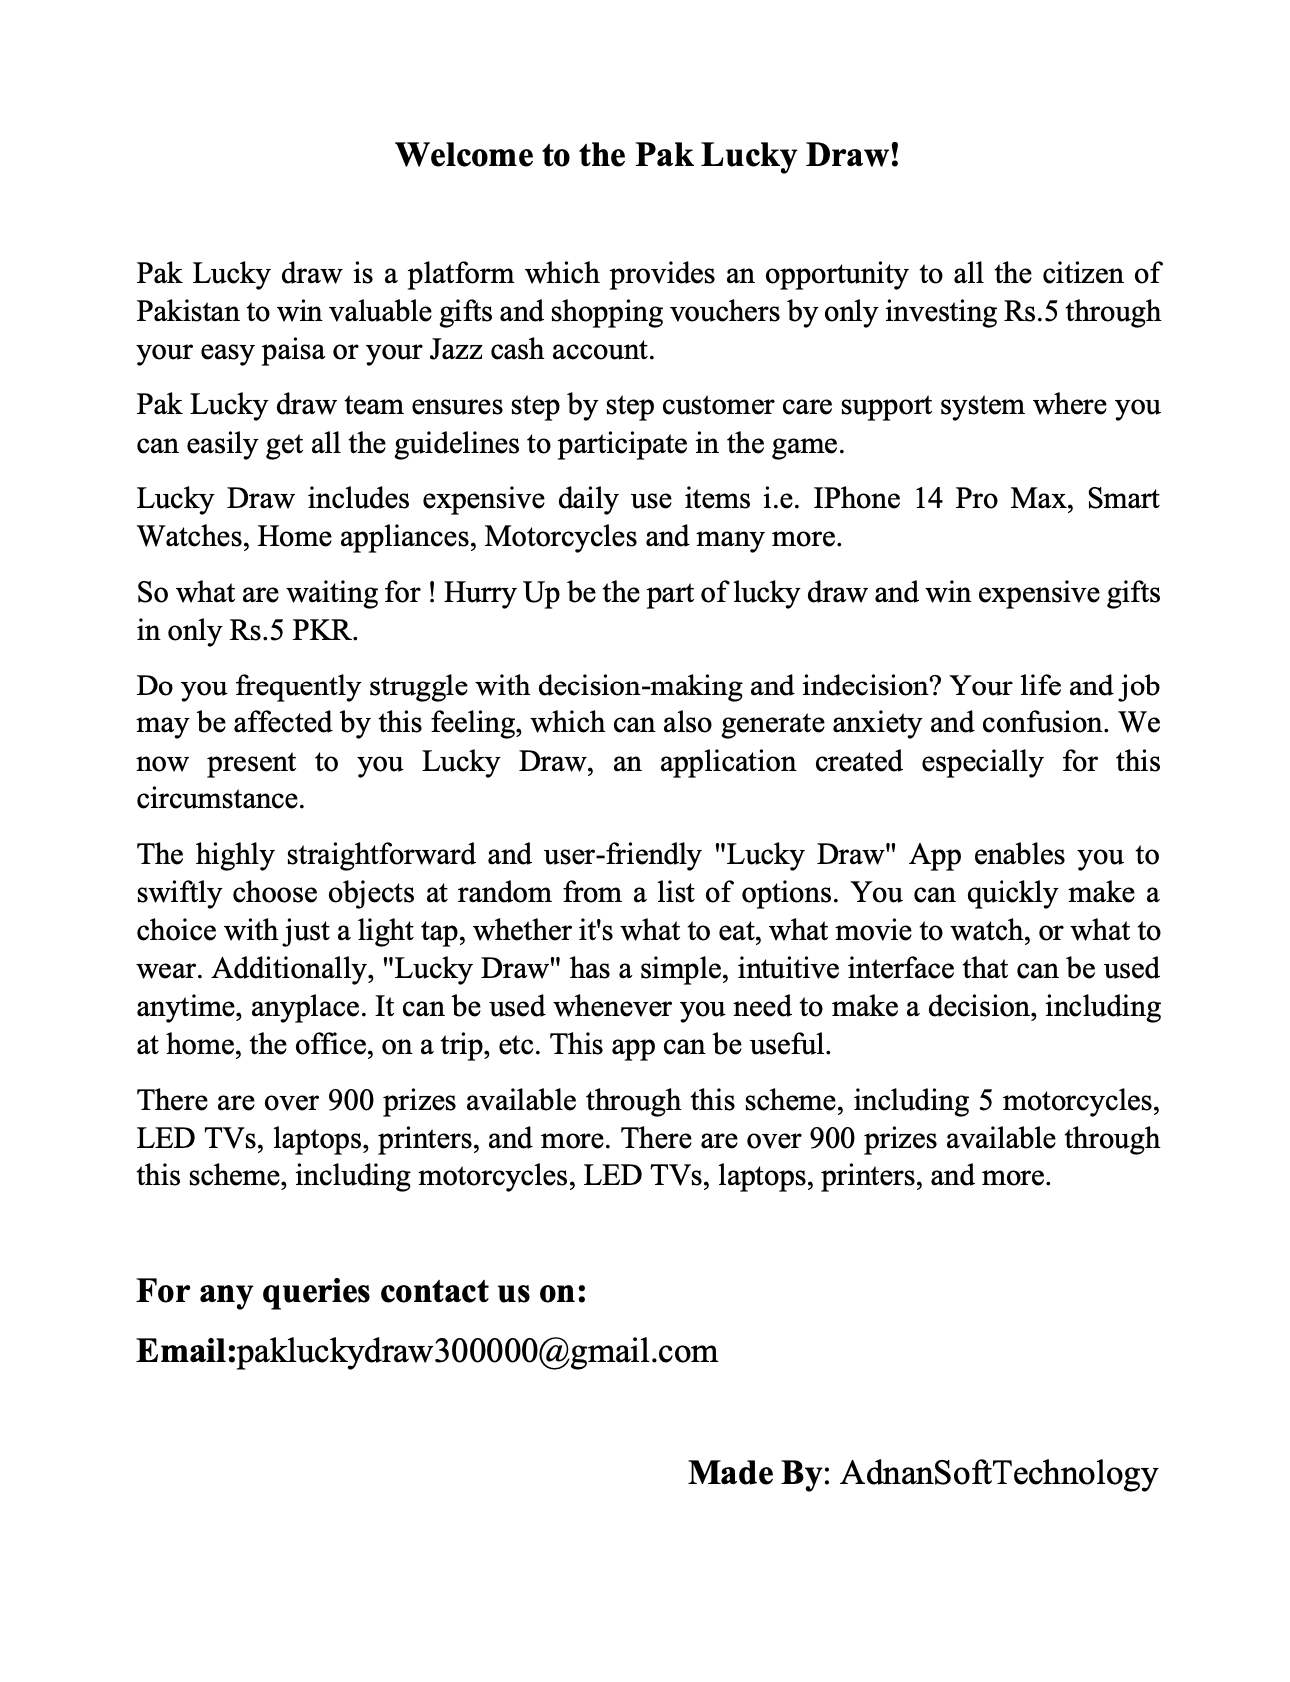 Welcome to the Pak Lucky Draw!
Pak Lucky draw is a platform which provides an opportunity to all the citizen of
Pakistan to win valuable gifts and shopping vouchers by only investing Rs.5 through
your easy paisa or your Jazz cash account.
Pak Lucky draw team ensures step by step customer care support system where you
can easily get all the guidelines to participate in the game.
Lucky Draw includes expensive daily use items i.e. IPhone 14 Pro Max, Smart
Watches, Home appliances, Motorcycles and many more.
So what are waiting for ! Hurry Up be the part of lucky draw and win expensive gifts
in only Rs.5 PKR.
Do you frequently struggle with decision-making and indecision? Your life and job
may be affected by this feeling, which can also generate anxiety and confusion. We
now present to you Lucky Draw, an application created especially for this
circumstance.
The highly straightforward and user-friendly "Lucky Draw" App enables you to
swiftly choose objects at random from a list of options. You can quickly make a
choice with just a light tap, whether it's what to eat, what movie to watch, or what to
wear. Additionally, "Lucky Draw" has a simple, intuitive interface that can be used
anytime, anyplace. It can be used whenever you need to make a decision, including
at home, the office, on a trip, etc. This app can be useful.
There are over 900 prizes available through this scheme, including 5 motorcycles,
LED TVs, laptops, printers, and more. There are over 900 prizes available through
this scheme, including motorcycles, LED TVs, laptops, printers, and more.
For any queries contact us on:
Email:pakluckydraw300000@gmail.com
Made By: AdnanSoftTechnology